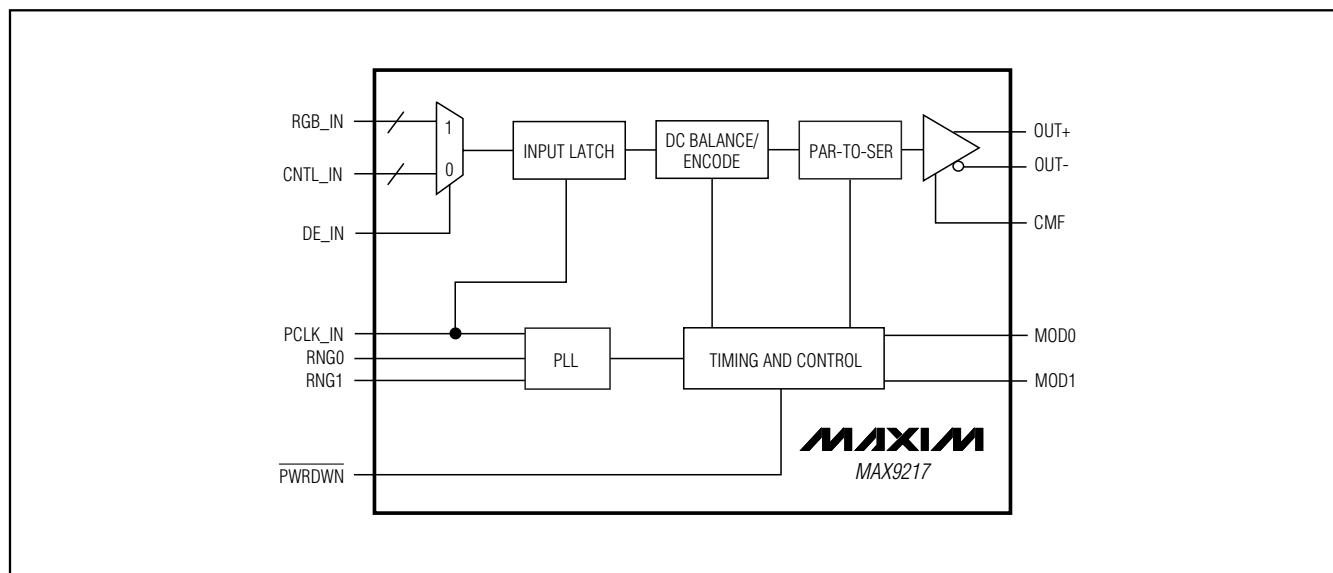 RGB_IN
CNTL_IN
DE_IN
PCLK_IN
RNG0
RNG1
PWRDWN
1
0
INPUT LATCH
DC BALANCE/
ENCODE
PAR-TO-SER
PLL
TIMING AND CONTROL
OUT+
OUT-
CMF
MOD0
MOD1
MAXIM
MAX9217